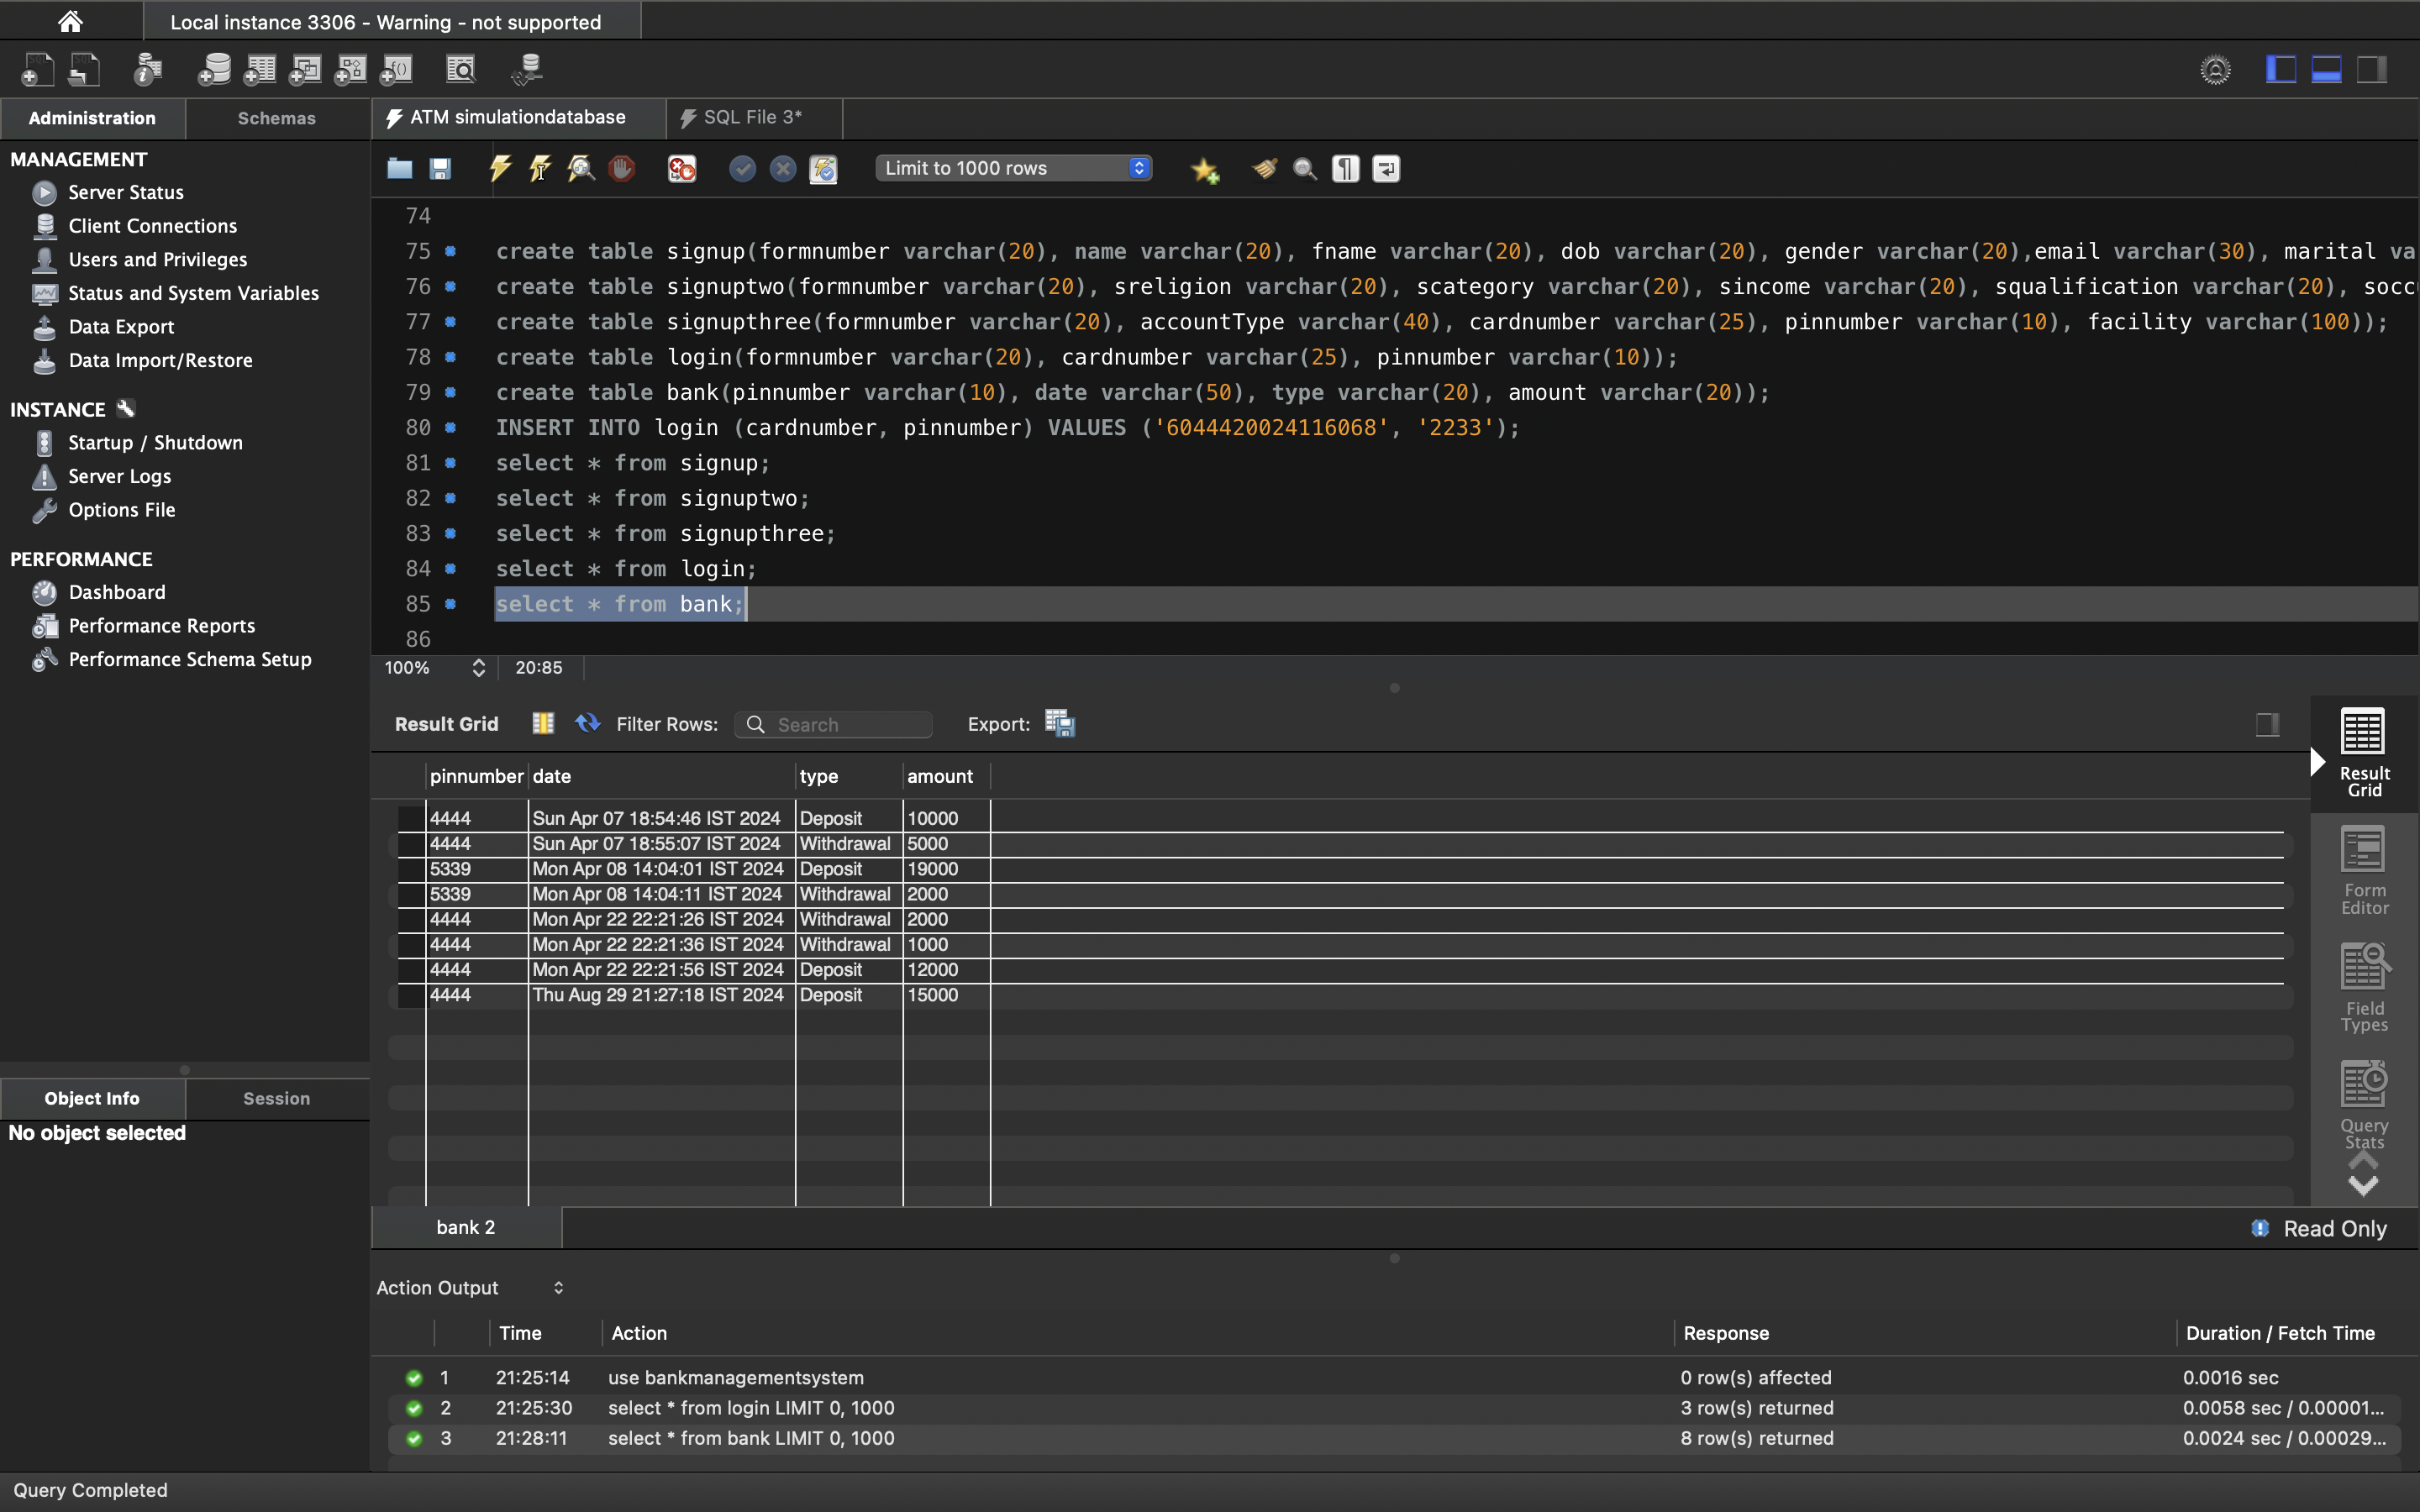 Local instance 3306 - Warning - not supported
Administration
Schemas
ATM simulationdatabase
SQL File 3*
MANAGEMENT
Server Status
Client Connections
Users and Privileges
Status and System Variables
Data Export
Data Import/Restore
INSTANCE
Startup / Shutdown
Server Logs
Options File
PERFORMANCE
Dashboard
Performance Reports
Performance Schema Setup
Object Info
Session
No object selected
Limit to 1000 rows
74
75 create table signup(formnumber varchar(20), name varchar(20), fname varchar(20), dob varchar(20), gender varchar(20),email varchar(30), marital va
76 create table signuptwo(formnumber varchar(20), sreligion varchar(20), scategory varchar(20), sincome varchar(20), squalification varchar(20), socc
77 create table signupthree(formnumber varchar(20), accountType varchar(40), cardnumber varchar(25), pinnumber varchar(10), facility varchar(100));
78 create table login(formnumber varchar(20), cardnumber varchar(25), pinnumber varchar(10));
79 create table bank(pinnumber varchar(10), date varchar(50), type varchar(20), amount varchar(20));
80 INSERT INTO login (cardnumber, pinnumber) VALUES ('6044420024116068', '2233');
81 select * from signup;
82 select * from signuptwo;
83 select * from signupthree;
84 select * from login;
85 select * from bank;
86
100% 20:85
Result Grid Filter Rows: Search Export:
pinnumber date type amount
4444 Sun Apr 07 18:54:46 IST 2024 Deposit 10000
4444 Sun Apr 07 18:55:07 IST 2024 Withdrawal 5000
5339 Mon Apr 08 14:04:01 IST 2024 Deposit 19000
5339 Mon Apr 08 14:04:11 IST 2024 Withdrawal 2000
4444 Mon Apr 22 22:21:26 IST 2024 Withdrawal 2000
4444 Mon Apr 22 22:21:36 IST 2024 Withdrawal 1000
4444 Mon Apr 22 22:21:56 IST 2024 Deposit 12000
4444 Thu Aug 29 21:27:18 IST 2024 Deposit 15000
Result
Grid
Form
Editor
Field
Types
Query
Stats
bank 2
Read Only
Action Output
Time Action Response Duration / Fetch Time
1 21:25:14 use bankmanagementsystem 0 row(s) affected 0.0016 sec
2 21:25:30 select * from login LIMIT 0, 1000 3 row(s) returned 0.0058 sec / 0.00001...
3 21:28:11 select * from bank LIMIT 0, 1000 8 row(s) returned 0.0024 sec / 0.00029...
Query Completed